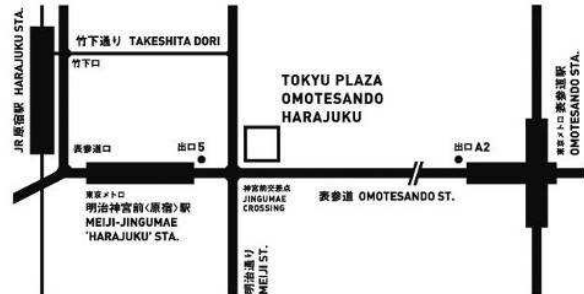 JR 原宿駅 HARAJUKU STA.
竹下通り TAKESHITA DORI
竹下口
TOKYU PLAZA
OMOTESANDO
HARAJUKU
東京メトロ 表参道駅
OMOTESANDO STA.
表参道口
出口 5
出口 A2
東京メトロ
明治神宮前〈原宿〉駅
MEIJI-JINGUMAE
'HARAJUKU' STA.
神宮前交差点
JINGUMAE
CROSSING
表参道 OMOTESANDO ST.
明治通り
MEIJI ST.